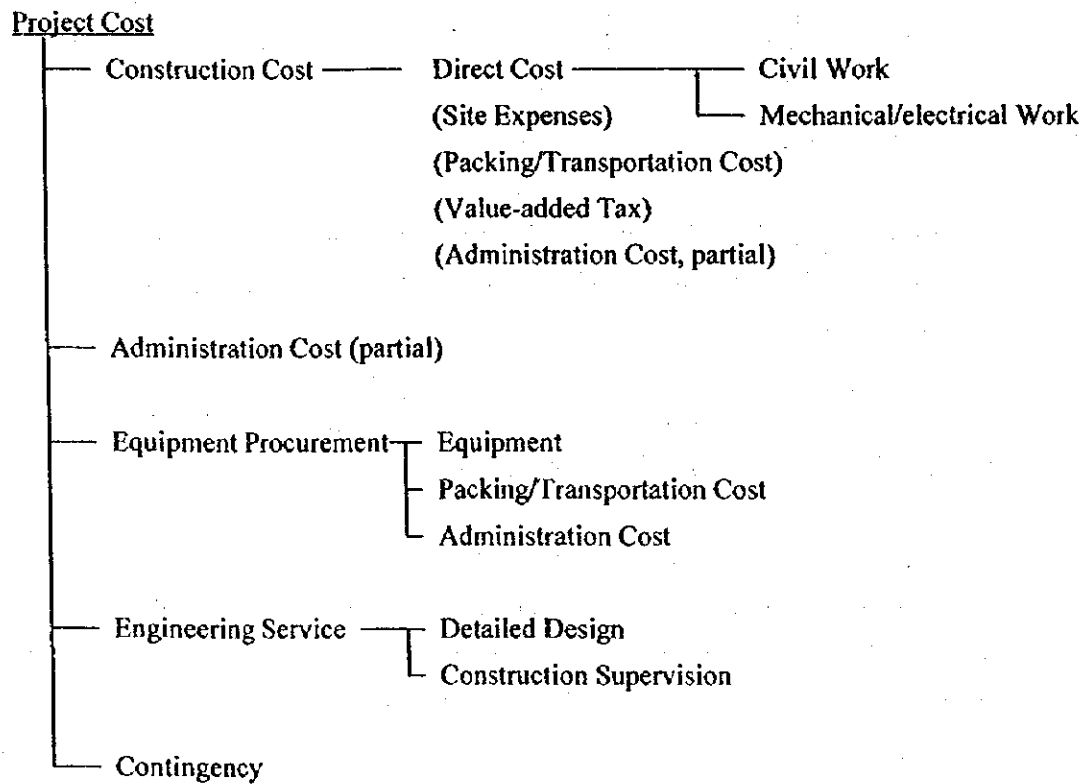 Project Cost
Construction Cost Direct Cost Civil Work
(Site Expenses) Mechanical/electrical Work
(Packing/Transportation Cost)
(Value-added Tax)
(Administration Cost, partial)
Administration Cost (partial)
Equipment Procurement Equipment
Packing/Transportation Cost
Administration Cost
Engineering Service Detailed Design
Construction Supervision
Contingency